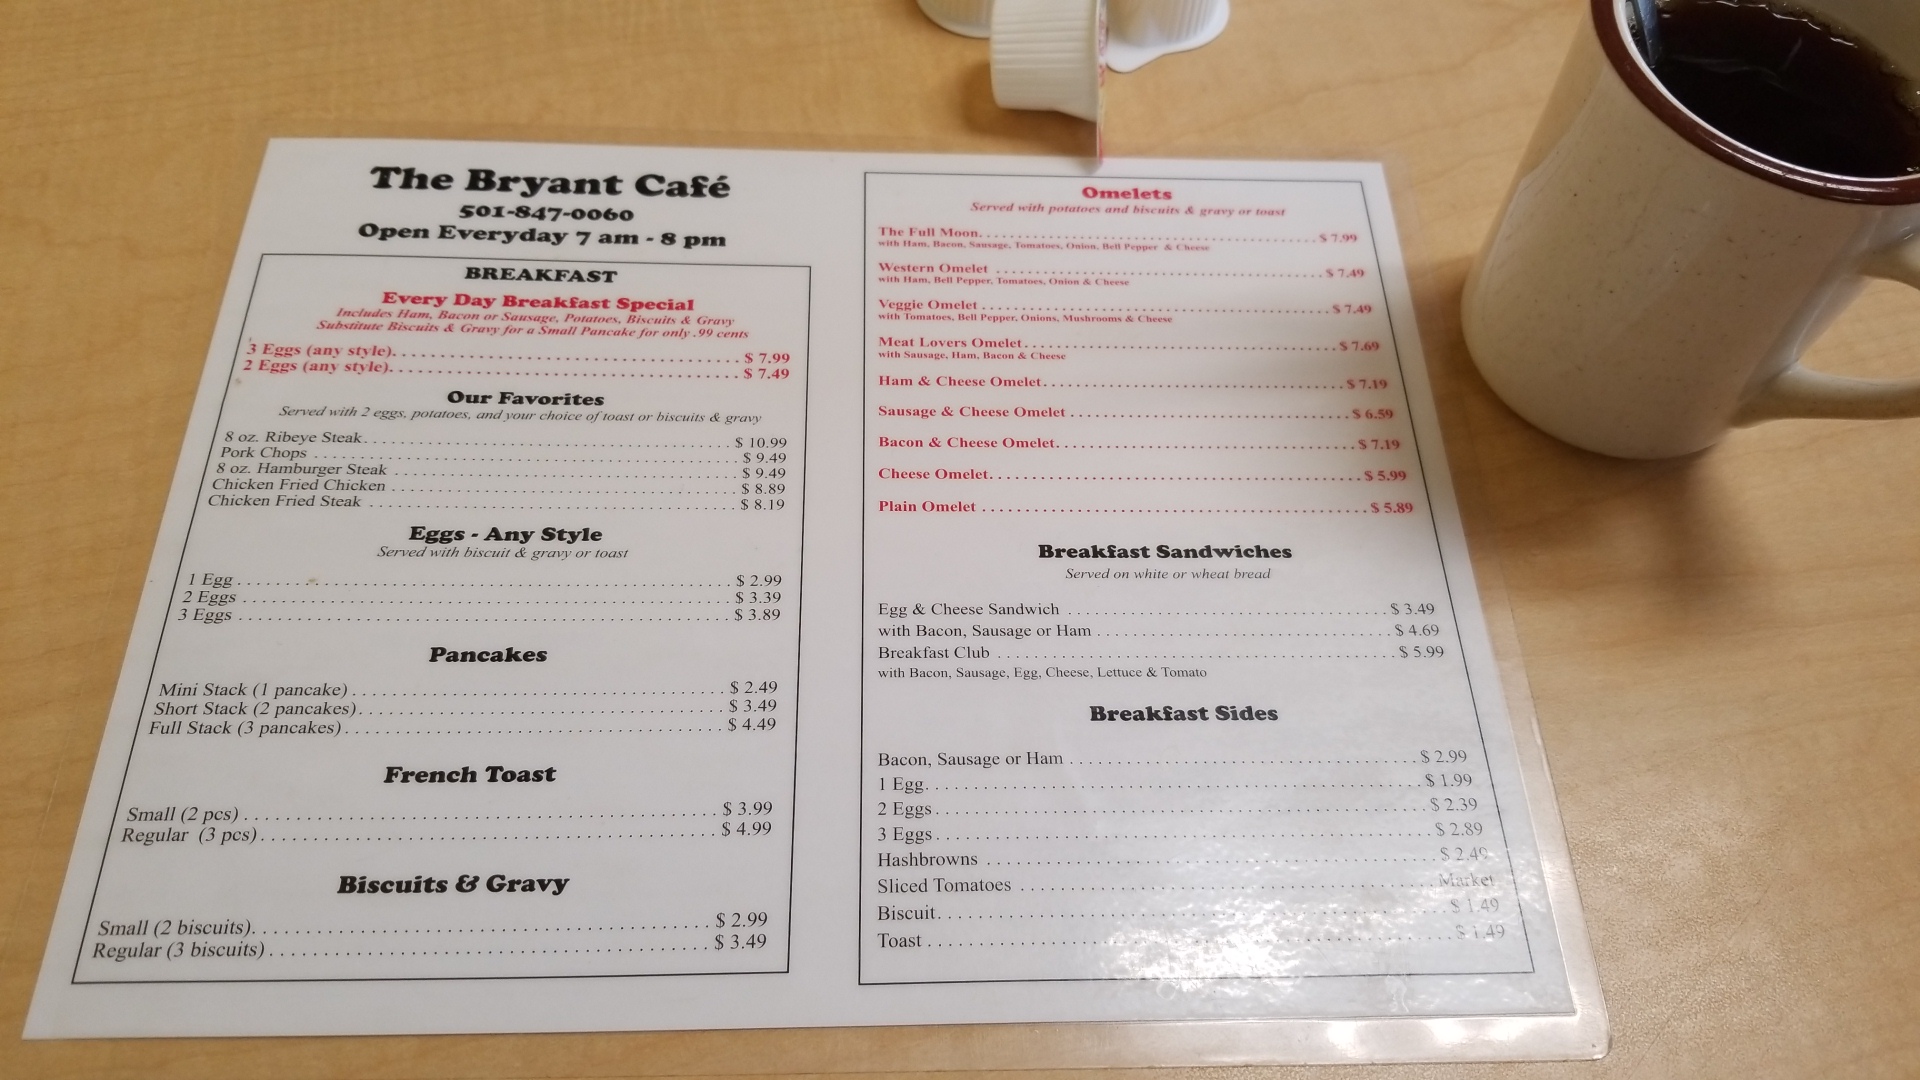 The Bryant Café
501-847-0060
Open Everyday 7 am - 8 pm
BREAKFAST
Every Day Breakfast Special
Includes Ham, Bacon or Sausage, Potatoes, Biscuits & Gravy
Substitute Biscuits & Gravy for a Small Pancake for only .99 cents
3 Eggs (any style). $ 7.99
2 Eggs (any style). $ 7.49
Our Favorites
Served with 2 eggs, potatoes, and your choice of toast or biscuits & gravy
8 oz. Ribeye Steak. $ 10.99
Pork Chops $ 9.49
8 oz. Hamburger Steak $ 9.49
Chicken Fried Chicken $ 8.89
Chicken Fried Steak $ 8.19
Eggs - Any Style
Served with biscuit & gravy or toast
1 Egg $ 2.99
2 Eggs $ 3.39
3 Eggs $ 3.89
Pancakes
Mini Stack (1 pancake) $ 2.49
Short Stack (2 pancakes). $ 3.49
Full Stack (3 pancakes) $ 4.49
French Toast
Small (2 pcs) $ 3.99
Regular (3 pcs) $ 4.99
Biscuits & Gravy
Small (2 biscuits). $ 2.99
Regular (3 biscuits) $ 3.49
Omelets
Served with potatoes and biscuits & gravy or toast
The Full Moon. $ 7.99
with Ham, Bacon, Sausage, Tomatoes, Onion, Bell Pepper & Cheese
Western Omelet $ 7.49
with Ham, Bell Pepper, Tomatoes, Onion & Cheese
Veggie Omelet $ 7.49
with Tomatoes, Bell Pepper, Onions, Mushrooms & Cheese
Meat Lovers Omelet $ 7.69
with Sausage, Ham, Bacon & Cheese
Ham & Cheese Omelet $ 7.19
Sausage & Cheese Omelet $ 6.59
Bacon & Cheese Omelet. $ 7.19
Cheese Omelet. $ 5.99
Plain Omelet $ 5.89
Breakfast Sandwiches
Served on white or wheat bread
Egg & Cheese Sandwich $ 3.49
with Bacon, Sausage or Ham $ 4.69
Breakfast Club $ 5.99
with Bacon, Sausage, Egg, Cheese, Lettuce & Tomato
Breakfast Sides
Bacon, Sausage or Ham $ 2.99
1 Egg. $ 1.99
2 Eggs $ 2.39
3 Eggs $ 2.89
Hashbrowns $ 2.49
Sliced Tomatoes Market
Biscuit. $ 1.49
Toast $ 1.49